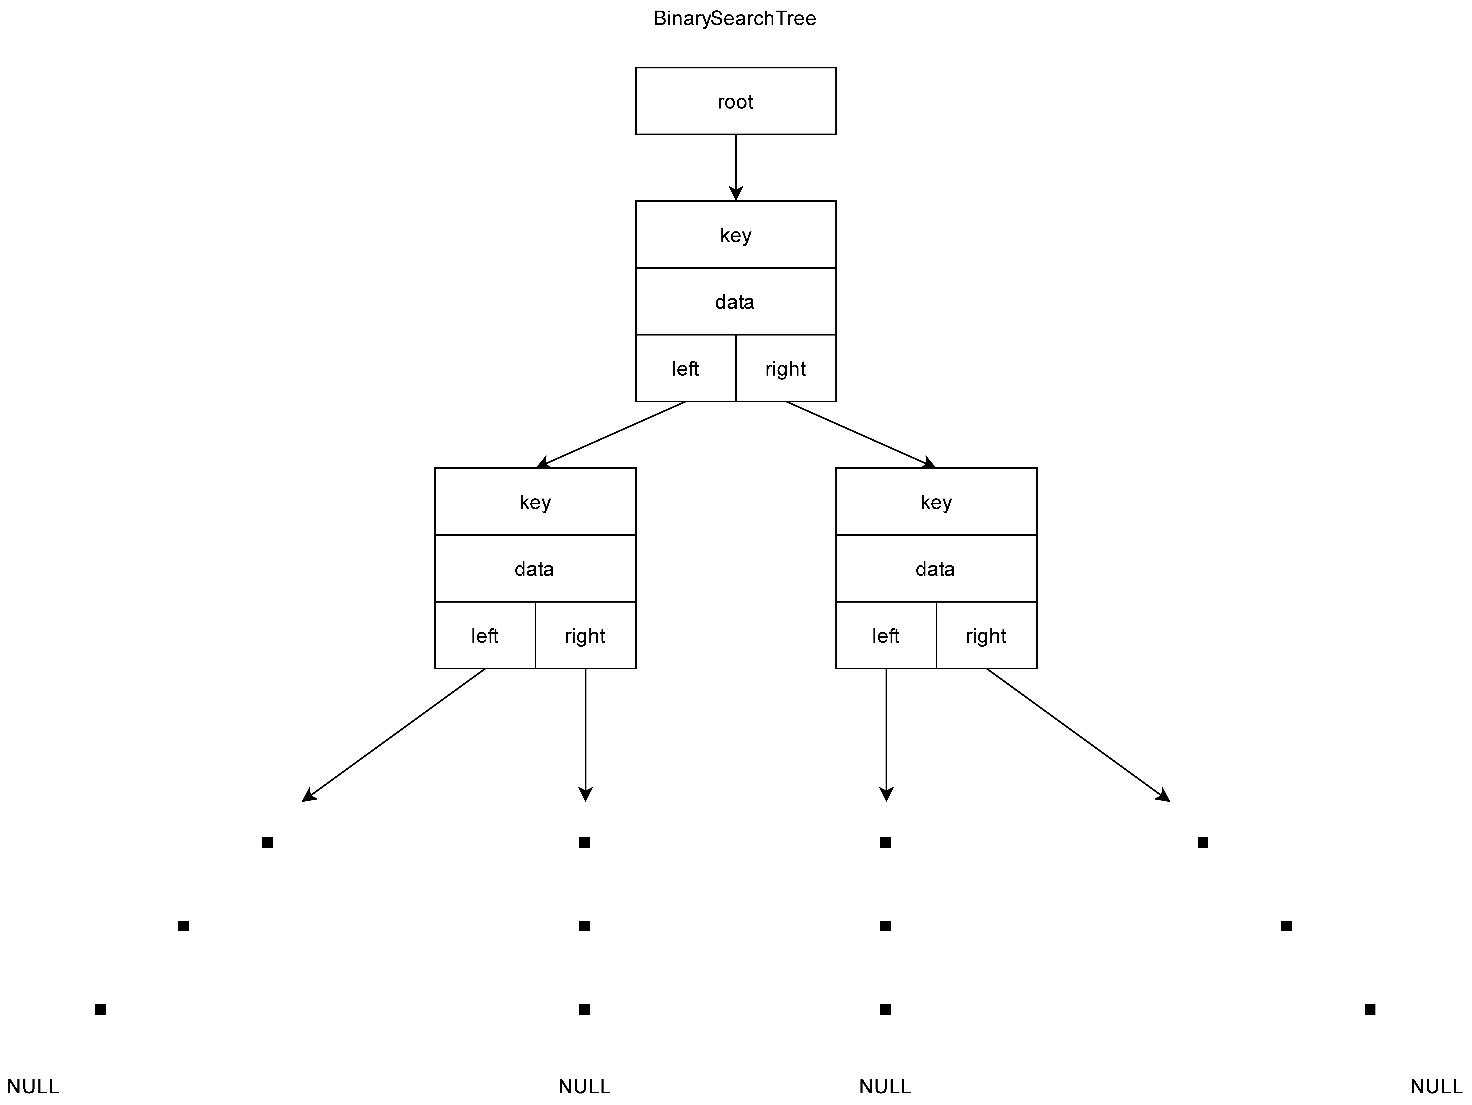 BinarySearchTree
root
key
data
left right
key key
data data
left right left right
NULL NULL NULL NULL